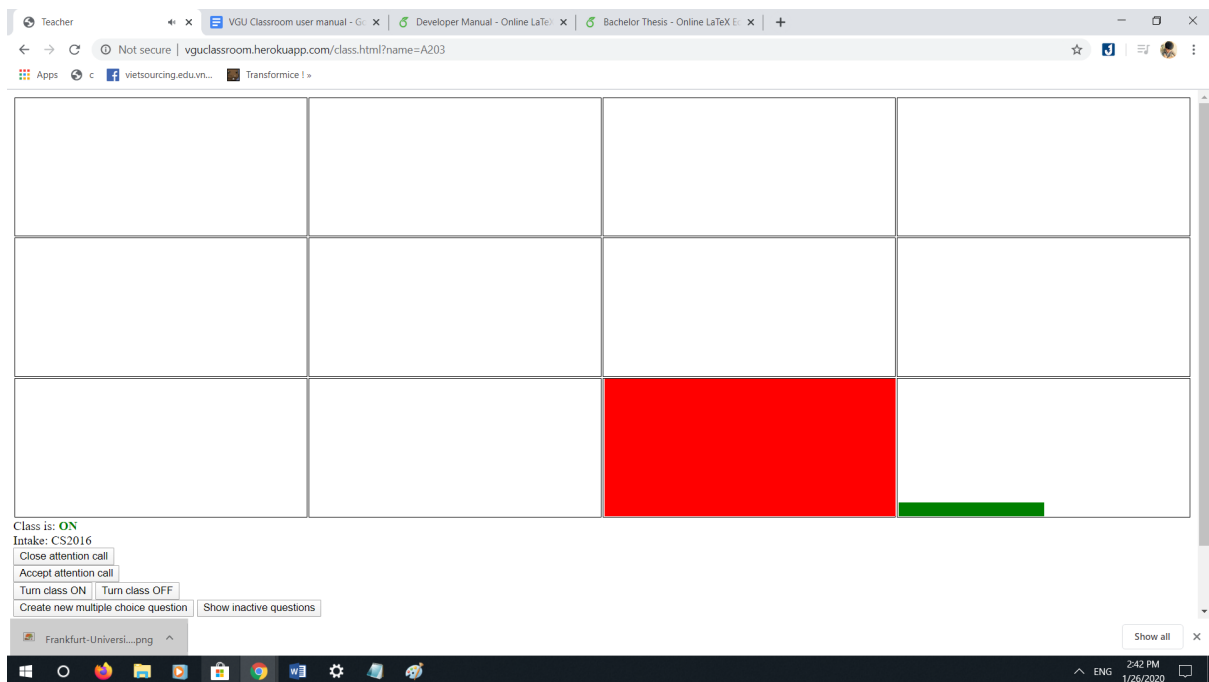 Teacher
VGU Classroom user manual - Go
Developer Manual - Online LaTeX
Bachelor Thesis - Online LaTeX Ed
Not secure | vguclassroom.herokuapp.com/class.html?name=A203
Apps
c
vietsourcing.edu.vn...
Transformice ! »
Class is: ON
Intake: CS2016
Close attention call
Accept attention call
Turn class ON Turn class OFF
Create new multiple choice question Show inactive questions
Frankfurt-Universi....png
Show all
ENG
2:42 PM
1/26/2020